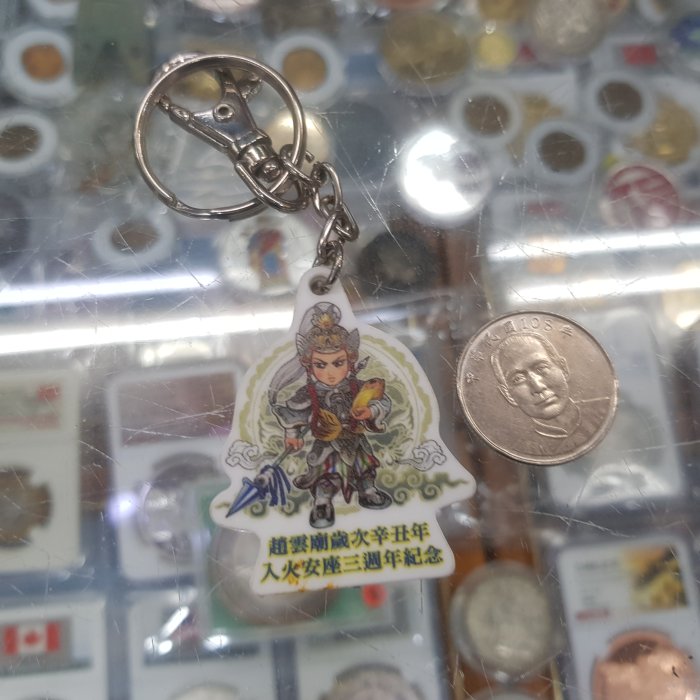 趙雲廟歲次辛丑年
入火安座三週年紀念
中華民國103年